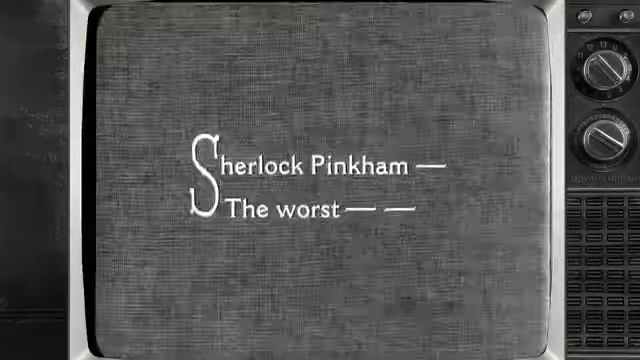 Sherlock Pinkham —
The worst — —